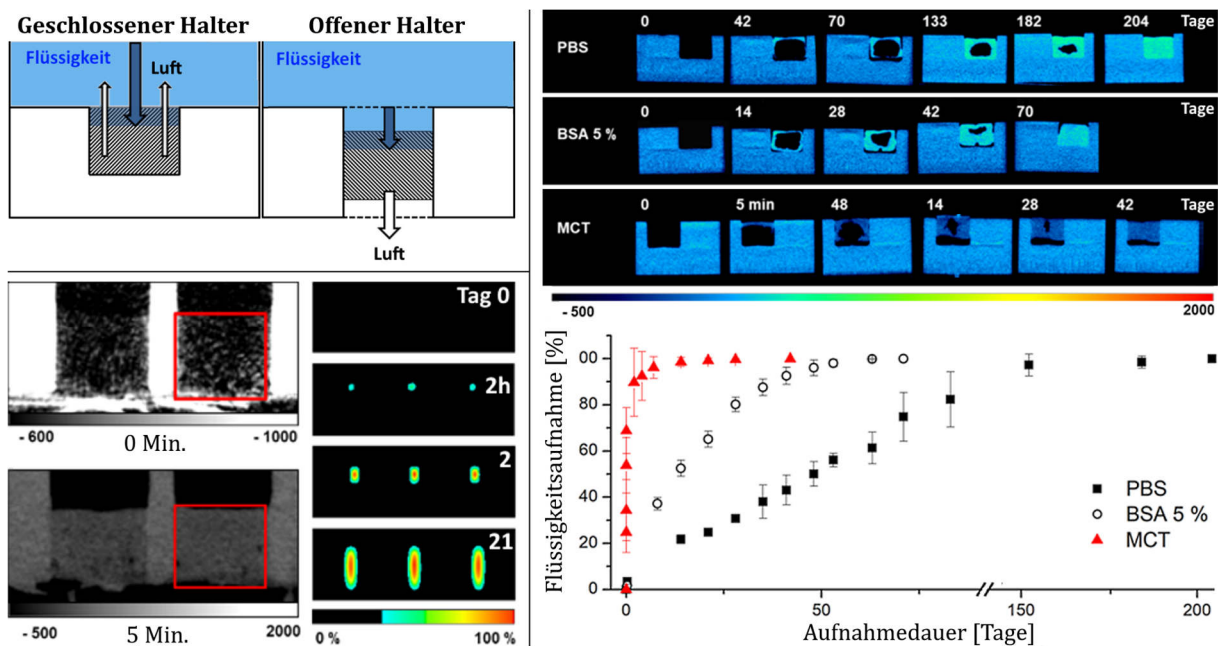 Geschlossener Halter
Offener Halter
Flüssigkeit
Luft
Flüssigkeit
Luft
- 600
- 1000
0 Min.
- 500
2000
5 Min.
Tag 0
2h
2
21
0 %
100 %
0 42 70 133 182 204 Tage
PBS
0 14 28 42 70 Tage
BSA 5 %
0 5 min 48 14 28 42 Tage
MCT
- 500
2000
Flüssigkeitsaufnahme [%]
00
80
60
40
20
0
PBS
BSA 5 %
MCT
0 50 150 200
Aufnahmedauer [Tage]